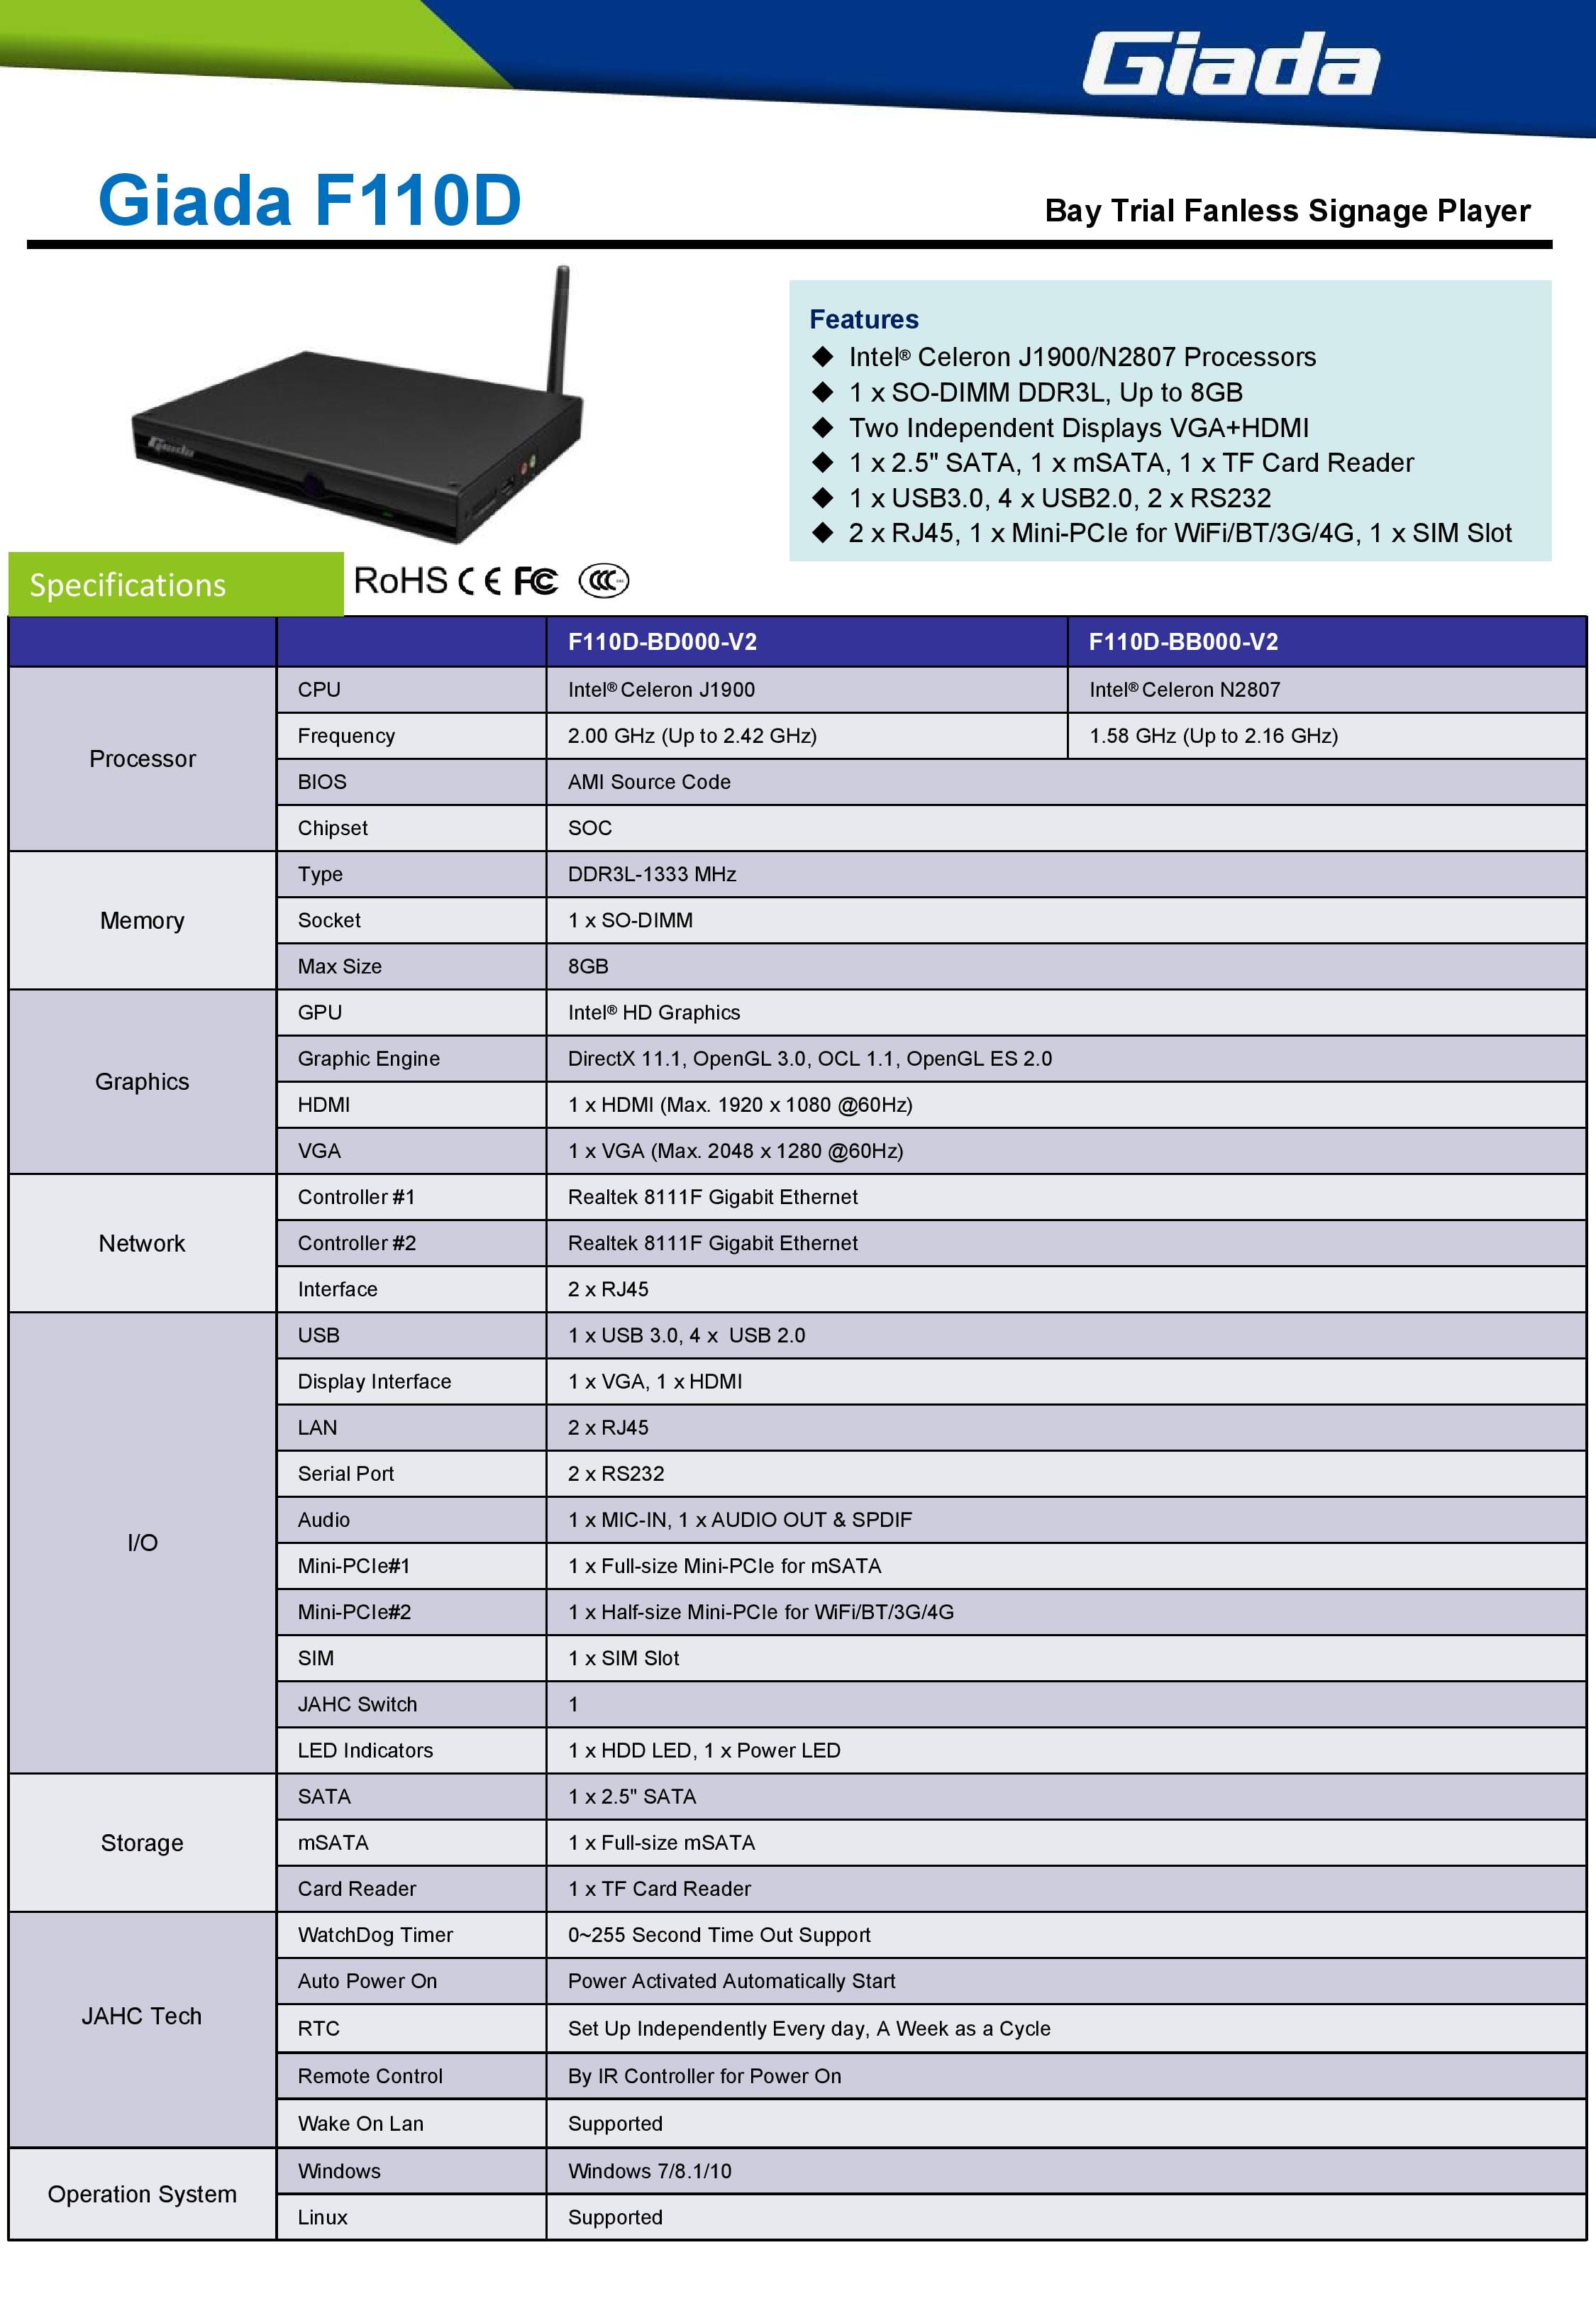 Giada
Giada F110D
Bay Trial Fanless Signage Player
Giada
Features
◆ Intel® Celeron J1900/N2807 Processors
◆ 1 x SO-DIMM DDR3L, Up to 8GB
◆ Two Independent Displays VGA+HDMI
◆ 1 x 2.5" SATA, 1 x mSATA, 1 x TF Card Reader
◆ 1 x USB3.0, 4 x USB2.0, 2 x RS232
◆ 2 x RJ45, 1 x Mini-PCIe for WiFi/BT/3G/4G, 1 x SIM Slot
Specifications RoHS CE FC CCC
F110D-BD000-V2 F110D-BB000-V2
Processor
CPU Intel® Celeron J1900 Intel® Celeron N2807
Frequency 2.00 GHz (Up to 2.42 GHz) 1.58 GHz (Up to 2.16 GHz)
BIOS AMI Source Code
Chipset SOC
Memory
Type DDR3L-1333 MHz
Socket 1 x SO-DIMM
Max Size 8GB
Graphics
GPU Intel® HD Graphics
Graphic Engine DirectX 11.1, OpenGL 3.0, OCL 1.1, OpenGL ES 2.0
HDMI 1 x HDMI (Max. 1920 x 1080 @60Hz)
VGA 1 x VGA (Max. 2048 x 1280 @60Hz)
Network
Controller #1 Realtek 8111F Gigabit Ethernet
Controller #2 Realtek 8111F Gigabit Ethernet
Interface 2 x RJ45
I/O
USB 1 x USB 3.0, 4 x USB 2.0
Display Interface 1 x VGA, 1 x HDMI
LAN 2 x RJ45
Serial Port 2 x RS232
Audio 1 x MIC-IN, 1 x AUDIO OUT & SPDIF
Mini-PCIe#1 1 x Full-size Mini-PCIe for mSATA
Mini-PCIe#2 1 x Half-size Mini-PCIe for WiFi/BT/3G/4G
SIM 1 x SIM Slot
JAHC Switch 1
LED Indicators 1 x HDD LED, 1 x Power LED
Storage
SATA 1 x 2.5" SATA
mSATA 1 x Full-size mSATA
Card Reader 1 x TF Card Reader
JAHC Tech
WatchDog Timer 0~255 Second Time Out Support
Auto Power On Power Activated Automatically Start
RTC Set Up Independently Every day, A Week as a Cycle
Remote Control By IR Controller for Power On
Wake On Lan Supported
Operation System
Windows Windows 7/8.1/10
Linux Supported